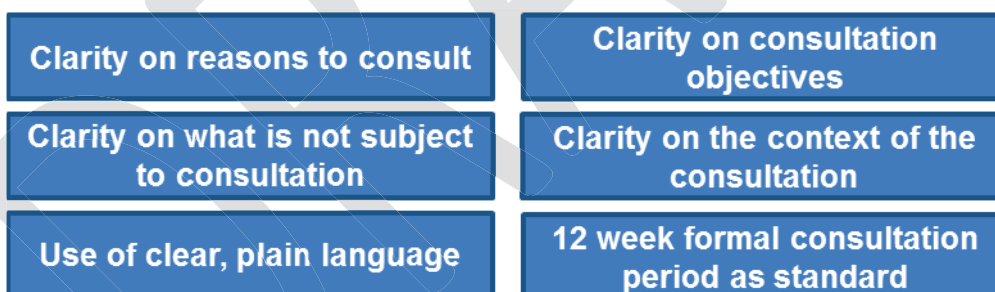 Clarity on reasons to consult
Clarity on consultation
objectives
Clarity on what is not subject
to consultation
Clarity on the context of the
consultation
Use of clear, plain language
12 week formal consultation
period as standard